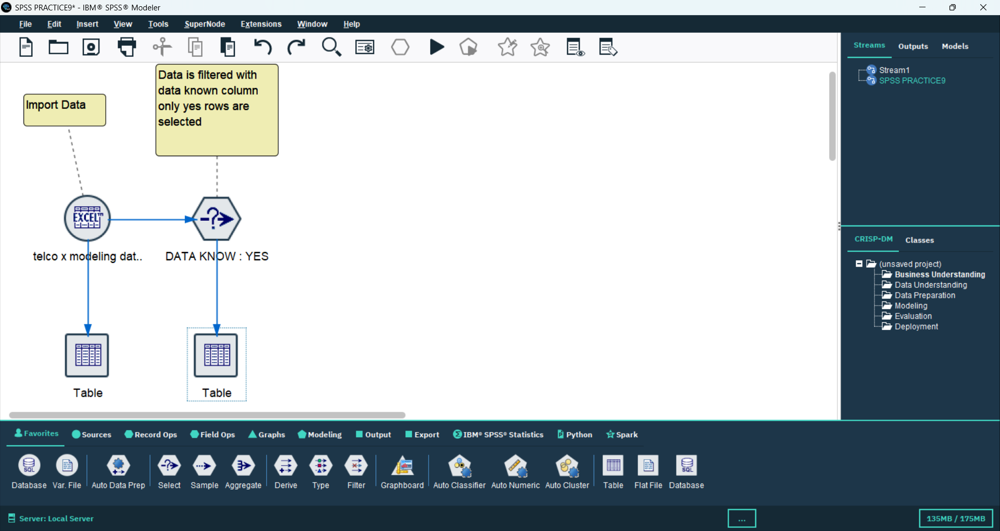 SPSS PRACTICE9* - IBM® SPSS® Modeler
File Edit Insert View Tools SuperNode Extensions Window Help
Import Data
Data is filtered with
data known column
only yes rows are
selected
EXCEL™
telco x modeling dat..
DATA KNOW : YES
Table
Table
Streams Outputs Models
Stream1
SPSS PRACTICE9
CRISP-DM Classes
(unsaved project)
Business Understanding
Data Understanding
Data Preparation
Modeling
Evaluation
Deployment
Favorites Sources Record Ops Field Ops Graphs Modeling Output Export IBM® SPSS® Statistics Python Spark
SQL
SQL
Database Var. File Auto Data Prep Select Sample Aggregate Derive Type Filter Graphboard Auto Classifier Auto Numeric Auto Cluster Table Flat File Database
Server: Local Server
...
135MB / 175MB